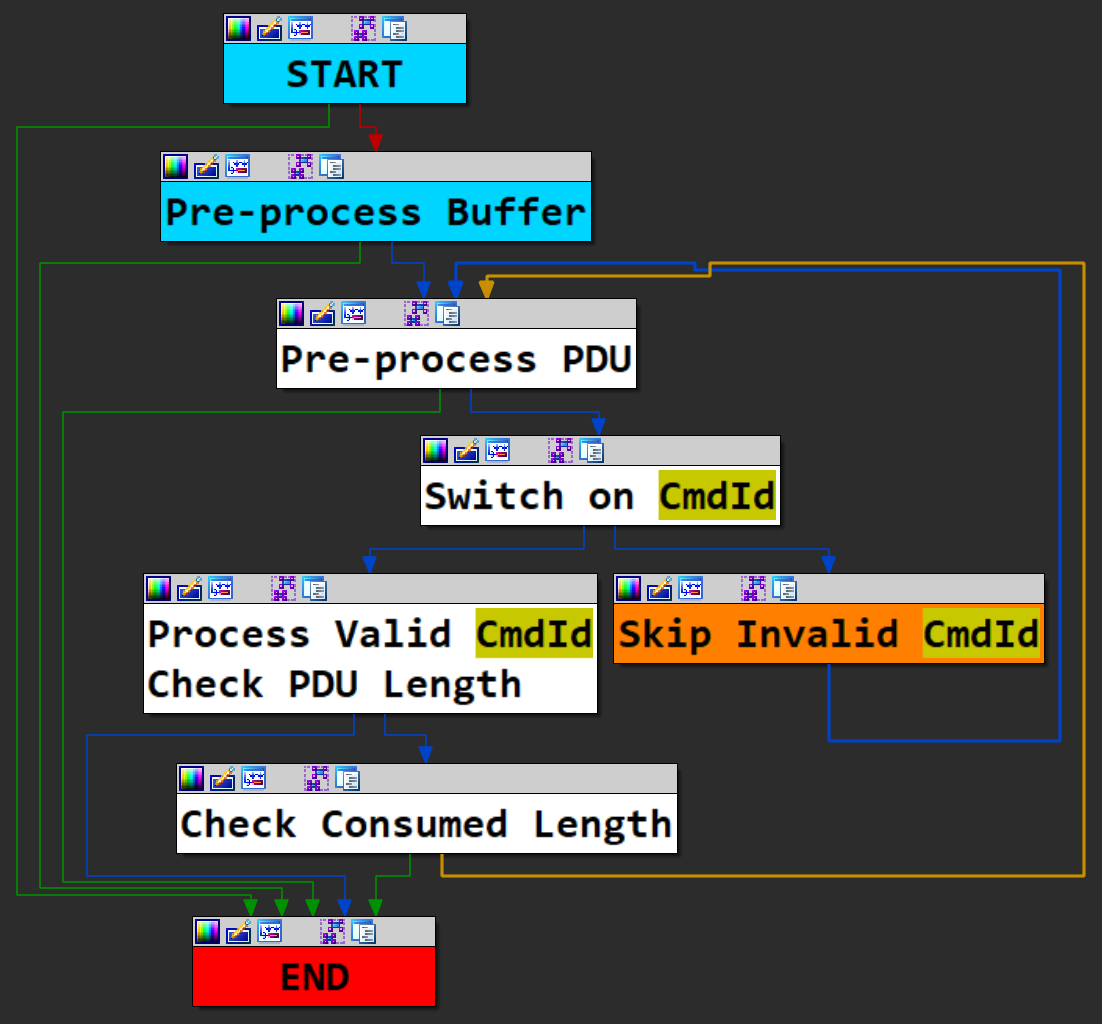 START
Pre-process Buffer
Pre-process PDU
Switch on CmdId
Process Valid CmdId
Check PDU Length
Skip Invalid CmdId
Check Consumed Length
END